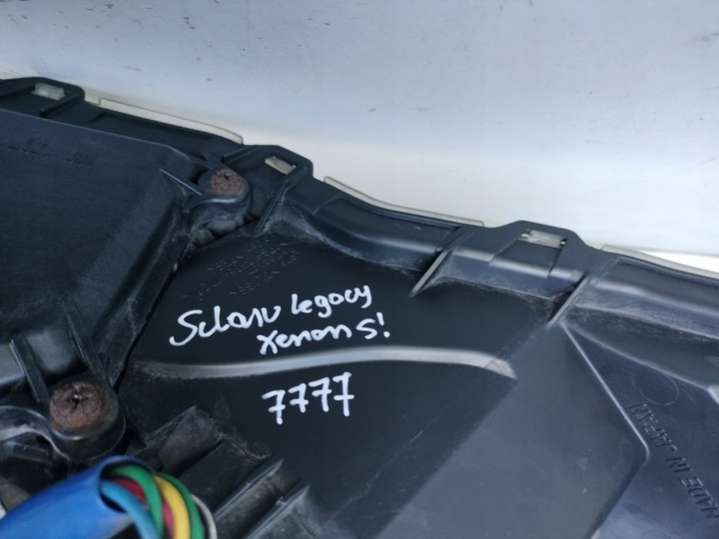 Subaru Legacy
Xenon S!
7777
MADE IN JAPAN